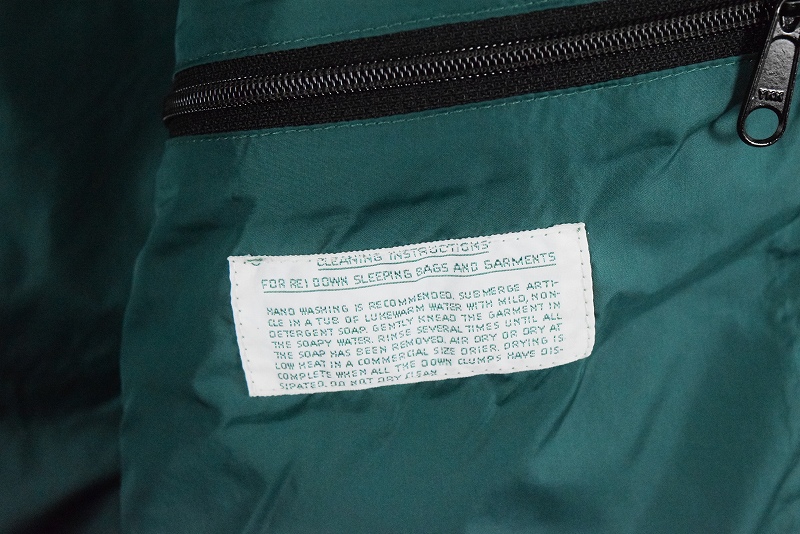 CLEANING INSTRUCTIONS
FOR REI DOWN SLEEPING BAGS AND GARMENTS
HAND WASHING IS RECOMMENDED. SUBMERGE ARTI-
CLE IN A TUB OF LUKEWARM WATER WITH MILD, NON-
DETERGENT SOAP. GENTLY KNEAD THE GARMENT IN
THE SOAPY WATER. RINSE SEVERAL TIMES UNTIL ALL
THE SOAP HAS BEEN REMOVED. AIR DRY OR DRY AT
LOW HEAT IN A COMMERCIAL SIZE DRIER. DRYING IS
COMPLETE WHEN ALL THE DOWN CLUMPS HAVE DIS-
SIPATED. DO NOT DRY CLEAN
YKK